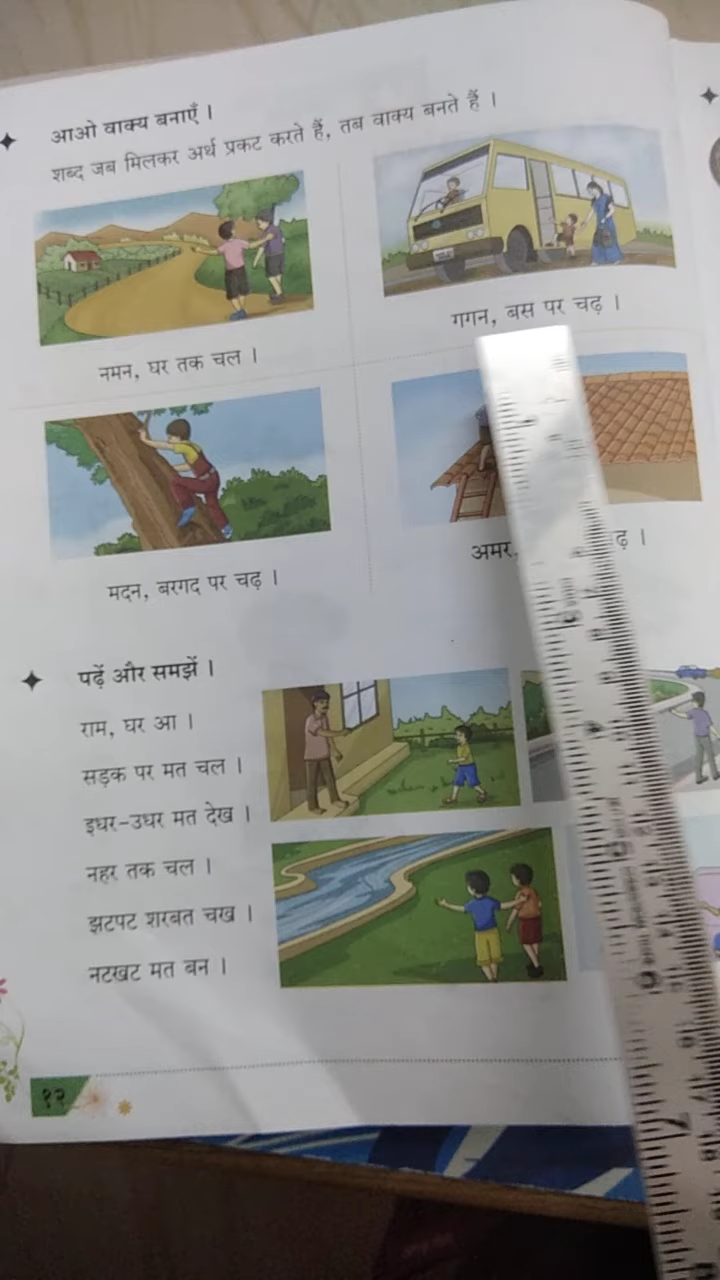 आओ वाक्य बनाएँ ।
शब्द जब मिलकर अर्थ प्रकट करते हैं, तब वाक्य बनते हैं ।
नमन, घर तक चल ।
गगन, बस पर चढ़ ।
मदन, बरगद पर चढ़ ।
अमर,
पढ़ें और समझें ।
राम, घर आ ।
सड़क पर मत चल ।
इधर-उधर मत देख ।
नहर तक चल ।
झटपट शरबत चख ।
नटखट मत बन ।
१२